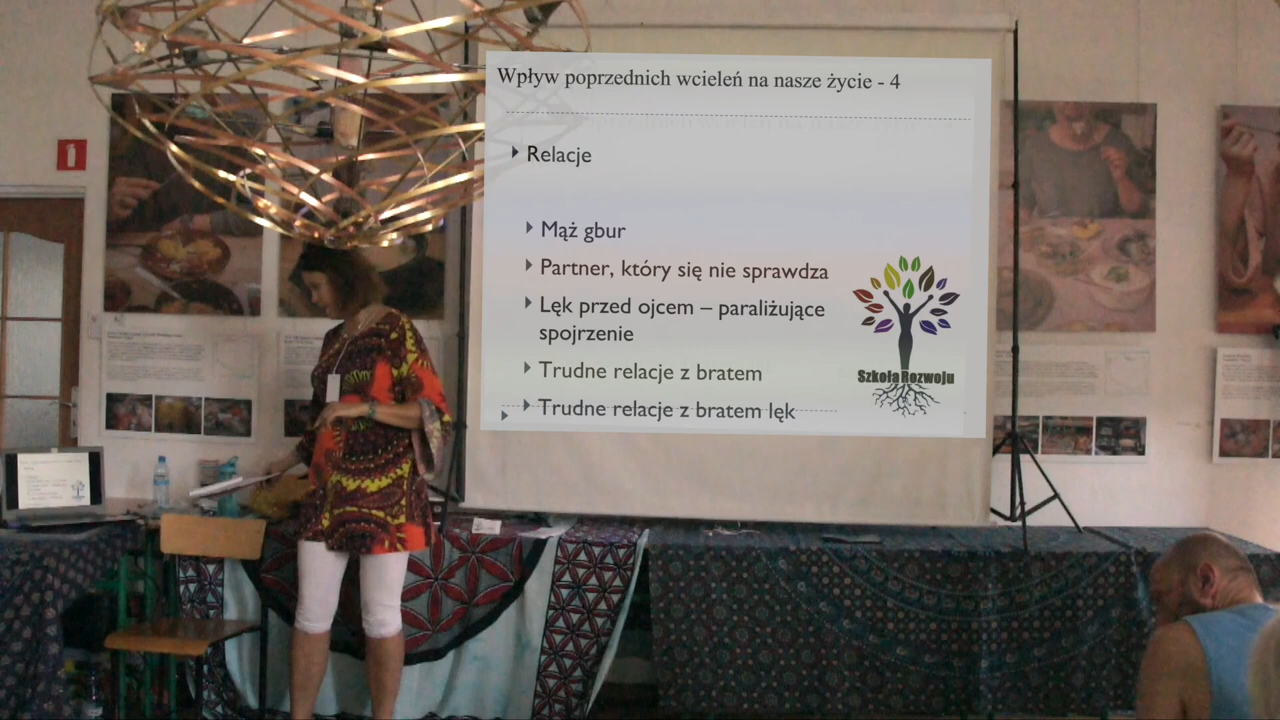 Wpływ poprzednich wcieleń na nasze życie - 4
Relacje
Mąż gbur
Partner, który się nie sprawdza
Lęk przed ojcem – paraliżujące
spojrzenie
Trudne relacje z bratem
Trudne relacje z bratem lęk
Szkoła Rozwoju